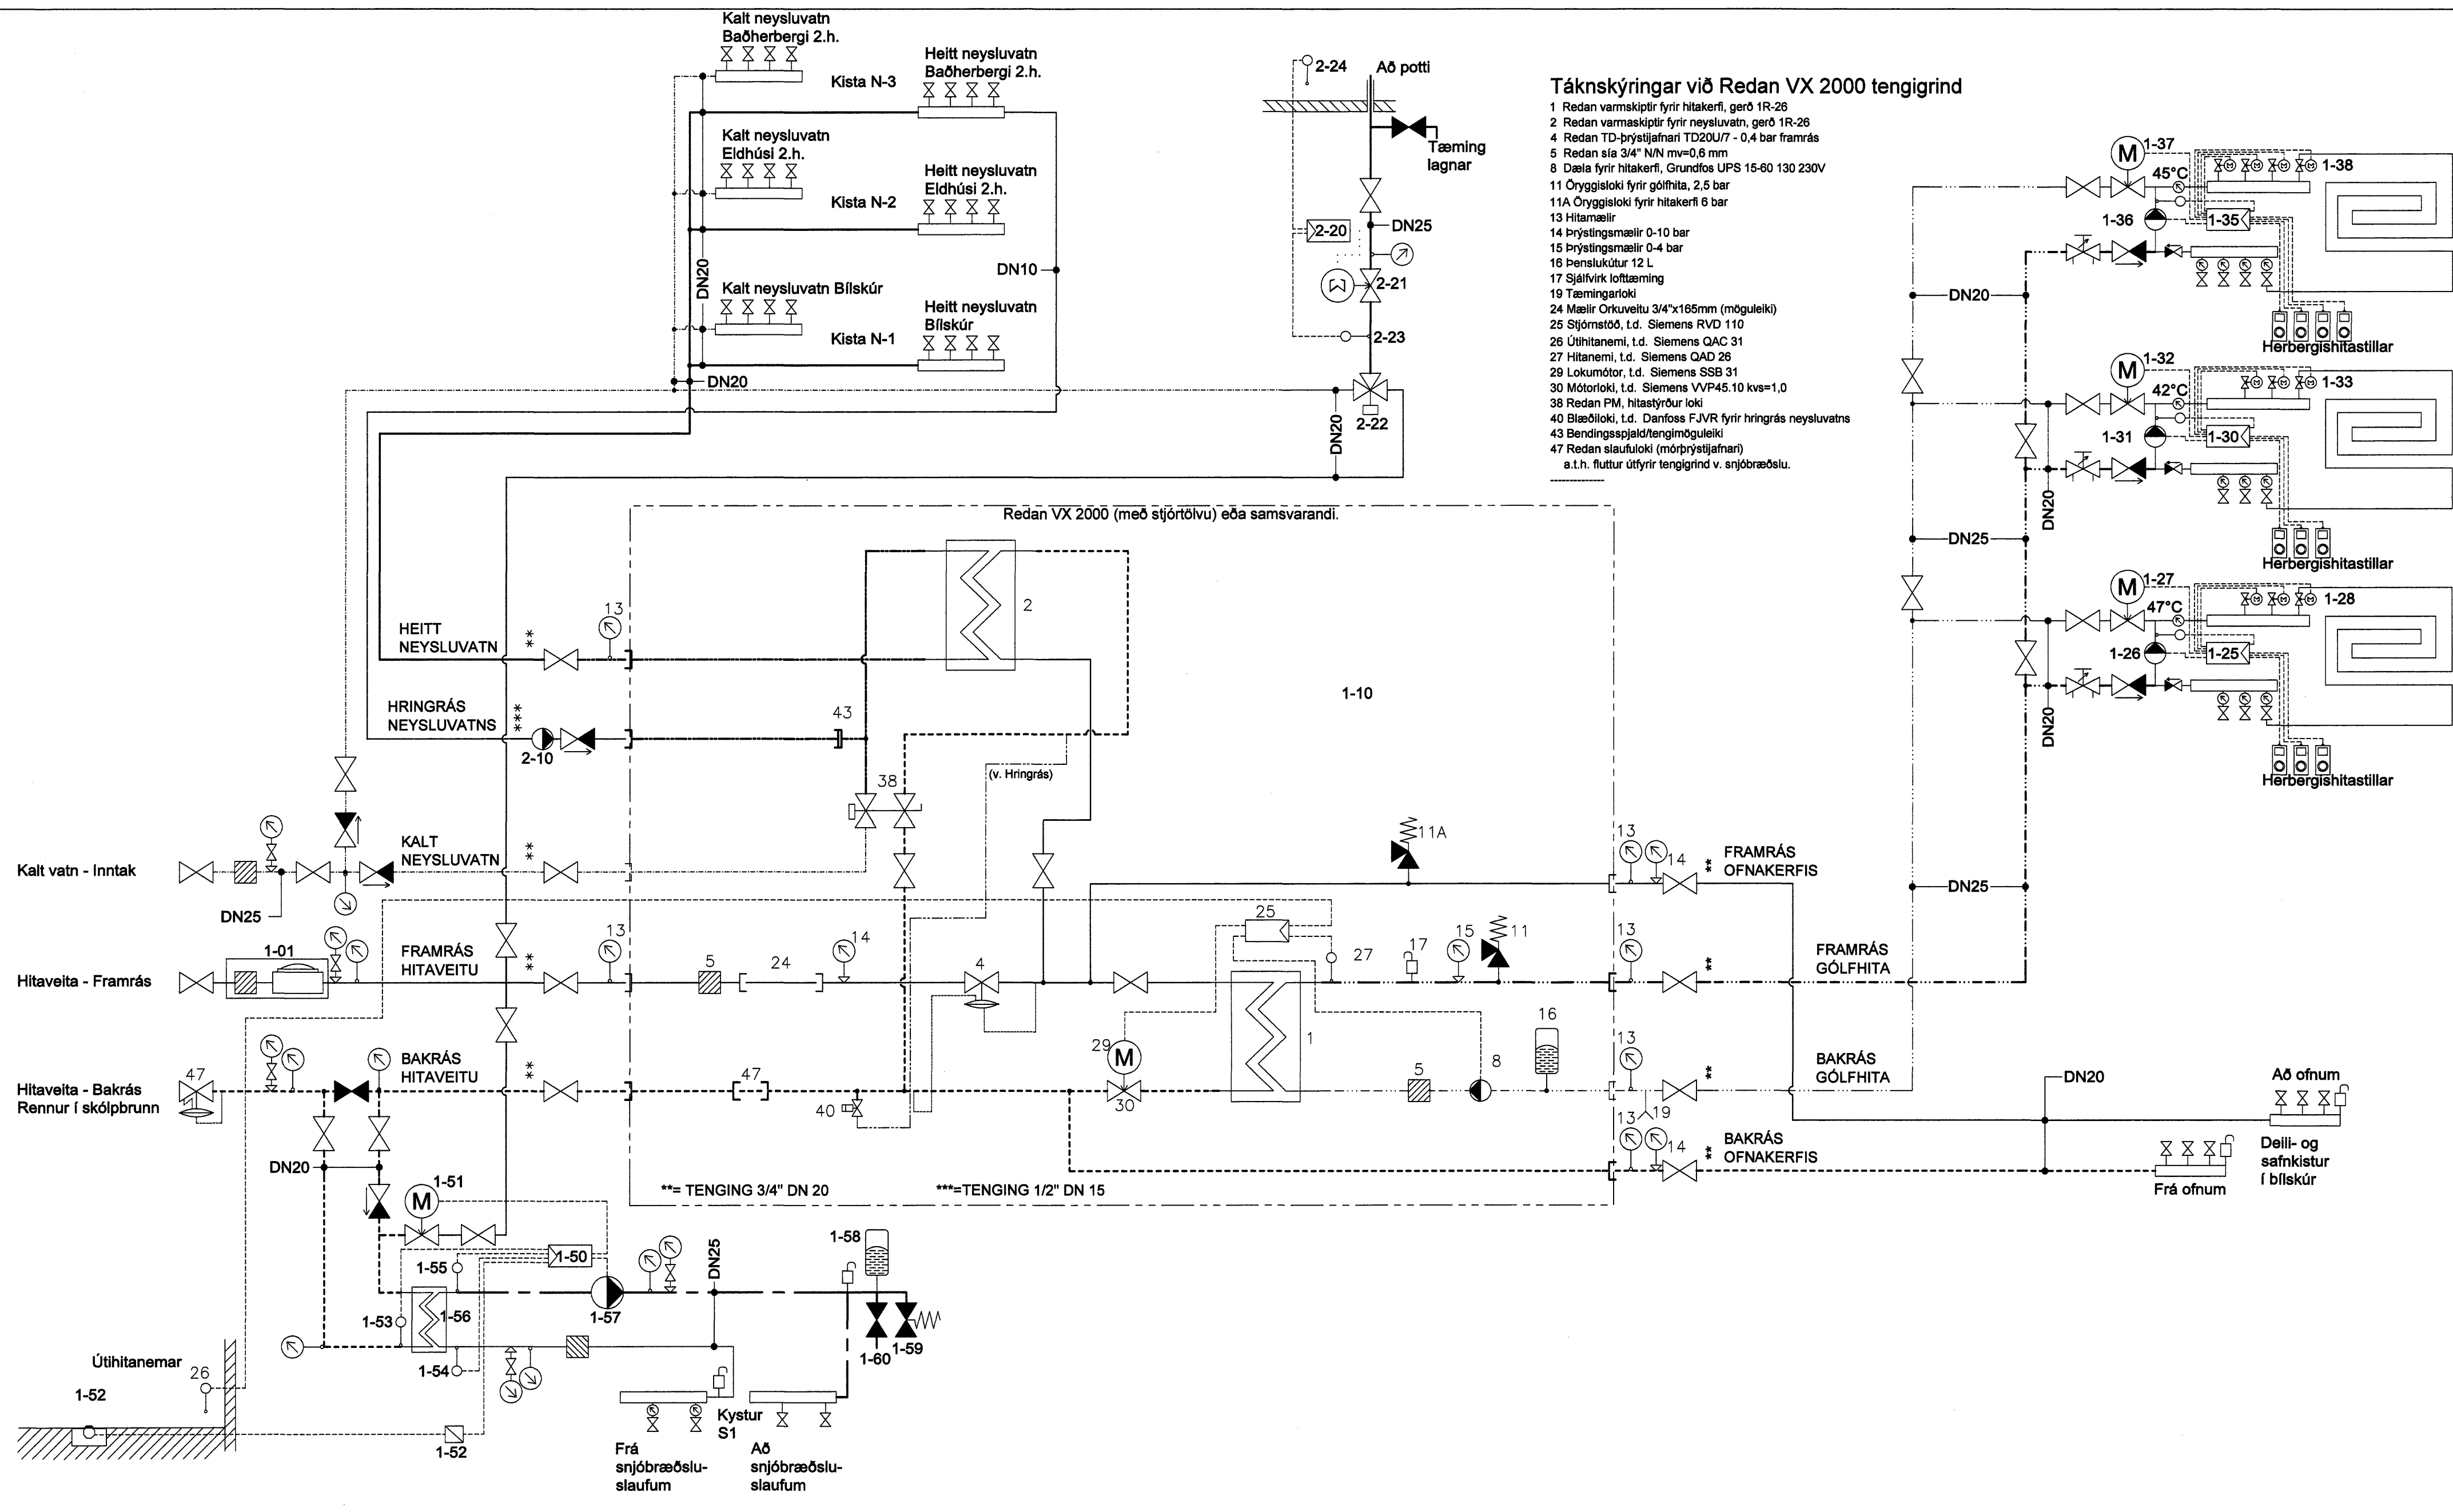 Kalt neysluvatn
Baðherbergi 2.h.
Kista N-3
Heitt neysluvatn
Baðherbergi 2.h.
Kalt neysluvatn
Eldhúsi 2.h.
Kista N-2
Heitt neysluvatn
Eldhúsi 2.h.
DN20
DN10
Kalt neysluvatn Bílskúr
Kista N-1
Heitt neysluvatn
Bílskúr
DN20
2-24
Að potti
Tæming
lagnar
2-20
DN25
2-21
2-23
2-22
DN20
Táknskýringar við Redan VX 2000 tengigrind
1 Redan varmskiptir fyrir hitakerfi, gerð 1R-26
2 Redan varmaskiptir fyrir neysluvatn, gerð 1R-26
4 Redan TD-þrýstijafnari TD20U/7 - 0,4 bar framrás
5 Redan sía 3/4" N/N mv=0,6 mm
8 Dæla fyrir hitakerfi, Grundfos UPS 15-60 130 230V
11 Öryggisloki fyrir gólfhita, 2,5 bar
11A Öryggisloki fyrir hitakerfi 6 bar
13 Hitamælir
14 Þrýstingsmælir 0-10 bar
15 Þrýstingsmælir 0-4 bar
16 Þenslukútur 12 L
17 Sjálfvirk lofttæming
19 Tæmingarloki
24 Mælir Orkuveitu 3/4"x165mm (möguleiki)
25 Stjórnstöð, t.d. Siemens RVD 110
26 Útihitanemi, t.d. Siemens QAC 31
27 Hitanemi, t.d. Siemens QAD 26
29 Lokumótor, t.d. Siemens SSB 31
30 Mótorloki, t.d. Siemens VVP45.10 kvs=1,0
38 Redan PM, hitastýrður loki
40 Blæðiloki, t.d. Danfoss FJVR fyrir hringrás neysluvatns
43 Bendingsspjald/tengimöguleiki
47 Redan slaufuloki (mórþrýstijafnari)
a.t.h. fluttur útfyrir tengigrind v. snjóbræðslu.
M
1-37
1-38
45°C
1-36
1-35
DN20
Herbergishitastillar
M
1-32
1-33
42°C
1-31
1-30
DN20
DN25
Herbergishitastillar
M
1-27
1-28
47°C
1-26
1-25
DN20
Herbergishitastillar
DN25
Redan VX 2000 (með stjórtölvu) eða samsvarandi.
HEITT
NEYSLUVATN
**
13
2
HRINGRÁS
NEYSLUVATNS
***
2-10
43
1-10
(v. Hringrás)
38
Kalt vatn - Inntak
DN25
KALT
NEYSLUVATN
**
11A
13
14
**
FRAMRÁS
OFNAKERFIS
Hitaveita - Framrás
1-01
FRAMRÁS
HITAVEITU
**
13
5
24
14
4
25
27
17
15
11
13
**
FRAMRÁS
GÓLFHITA
Hitaveita - Bakrás
Rennur í skólpbrunn
47
BAKRÁS
HITAVEITU
**
47
40
29
M
30
1
5
8
16
13
19
**
BAKRÁS
GÓLFHITA
13
14
**
BAKRÁS
OFNAKERFIS
DN20
Að ofnum
Frá ofnum
Deili- og
safnkistur
í bílskúr
DN20
1-51
M
**= TENGING 3/4" DN 20
***=TENGING 1/2" DN 15
1-50
1-55
1-56
1-53
1-54
1-57
DN25
1-58
1-60
1-59
Útihitanemar
26
1-52
1-52
Kystur
S1
Frá
snjóbræðslu-
slaufum
Að
snjóbræðslu-
slaufum